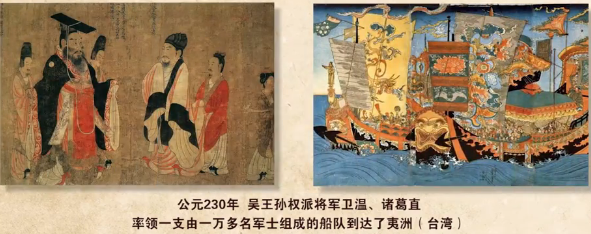 公元230年 吴王孙权派将军卫温、诸葛直
率领一支由一万多名军士组成的船队到达了夷洲（台湾）